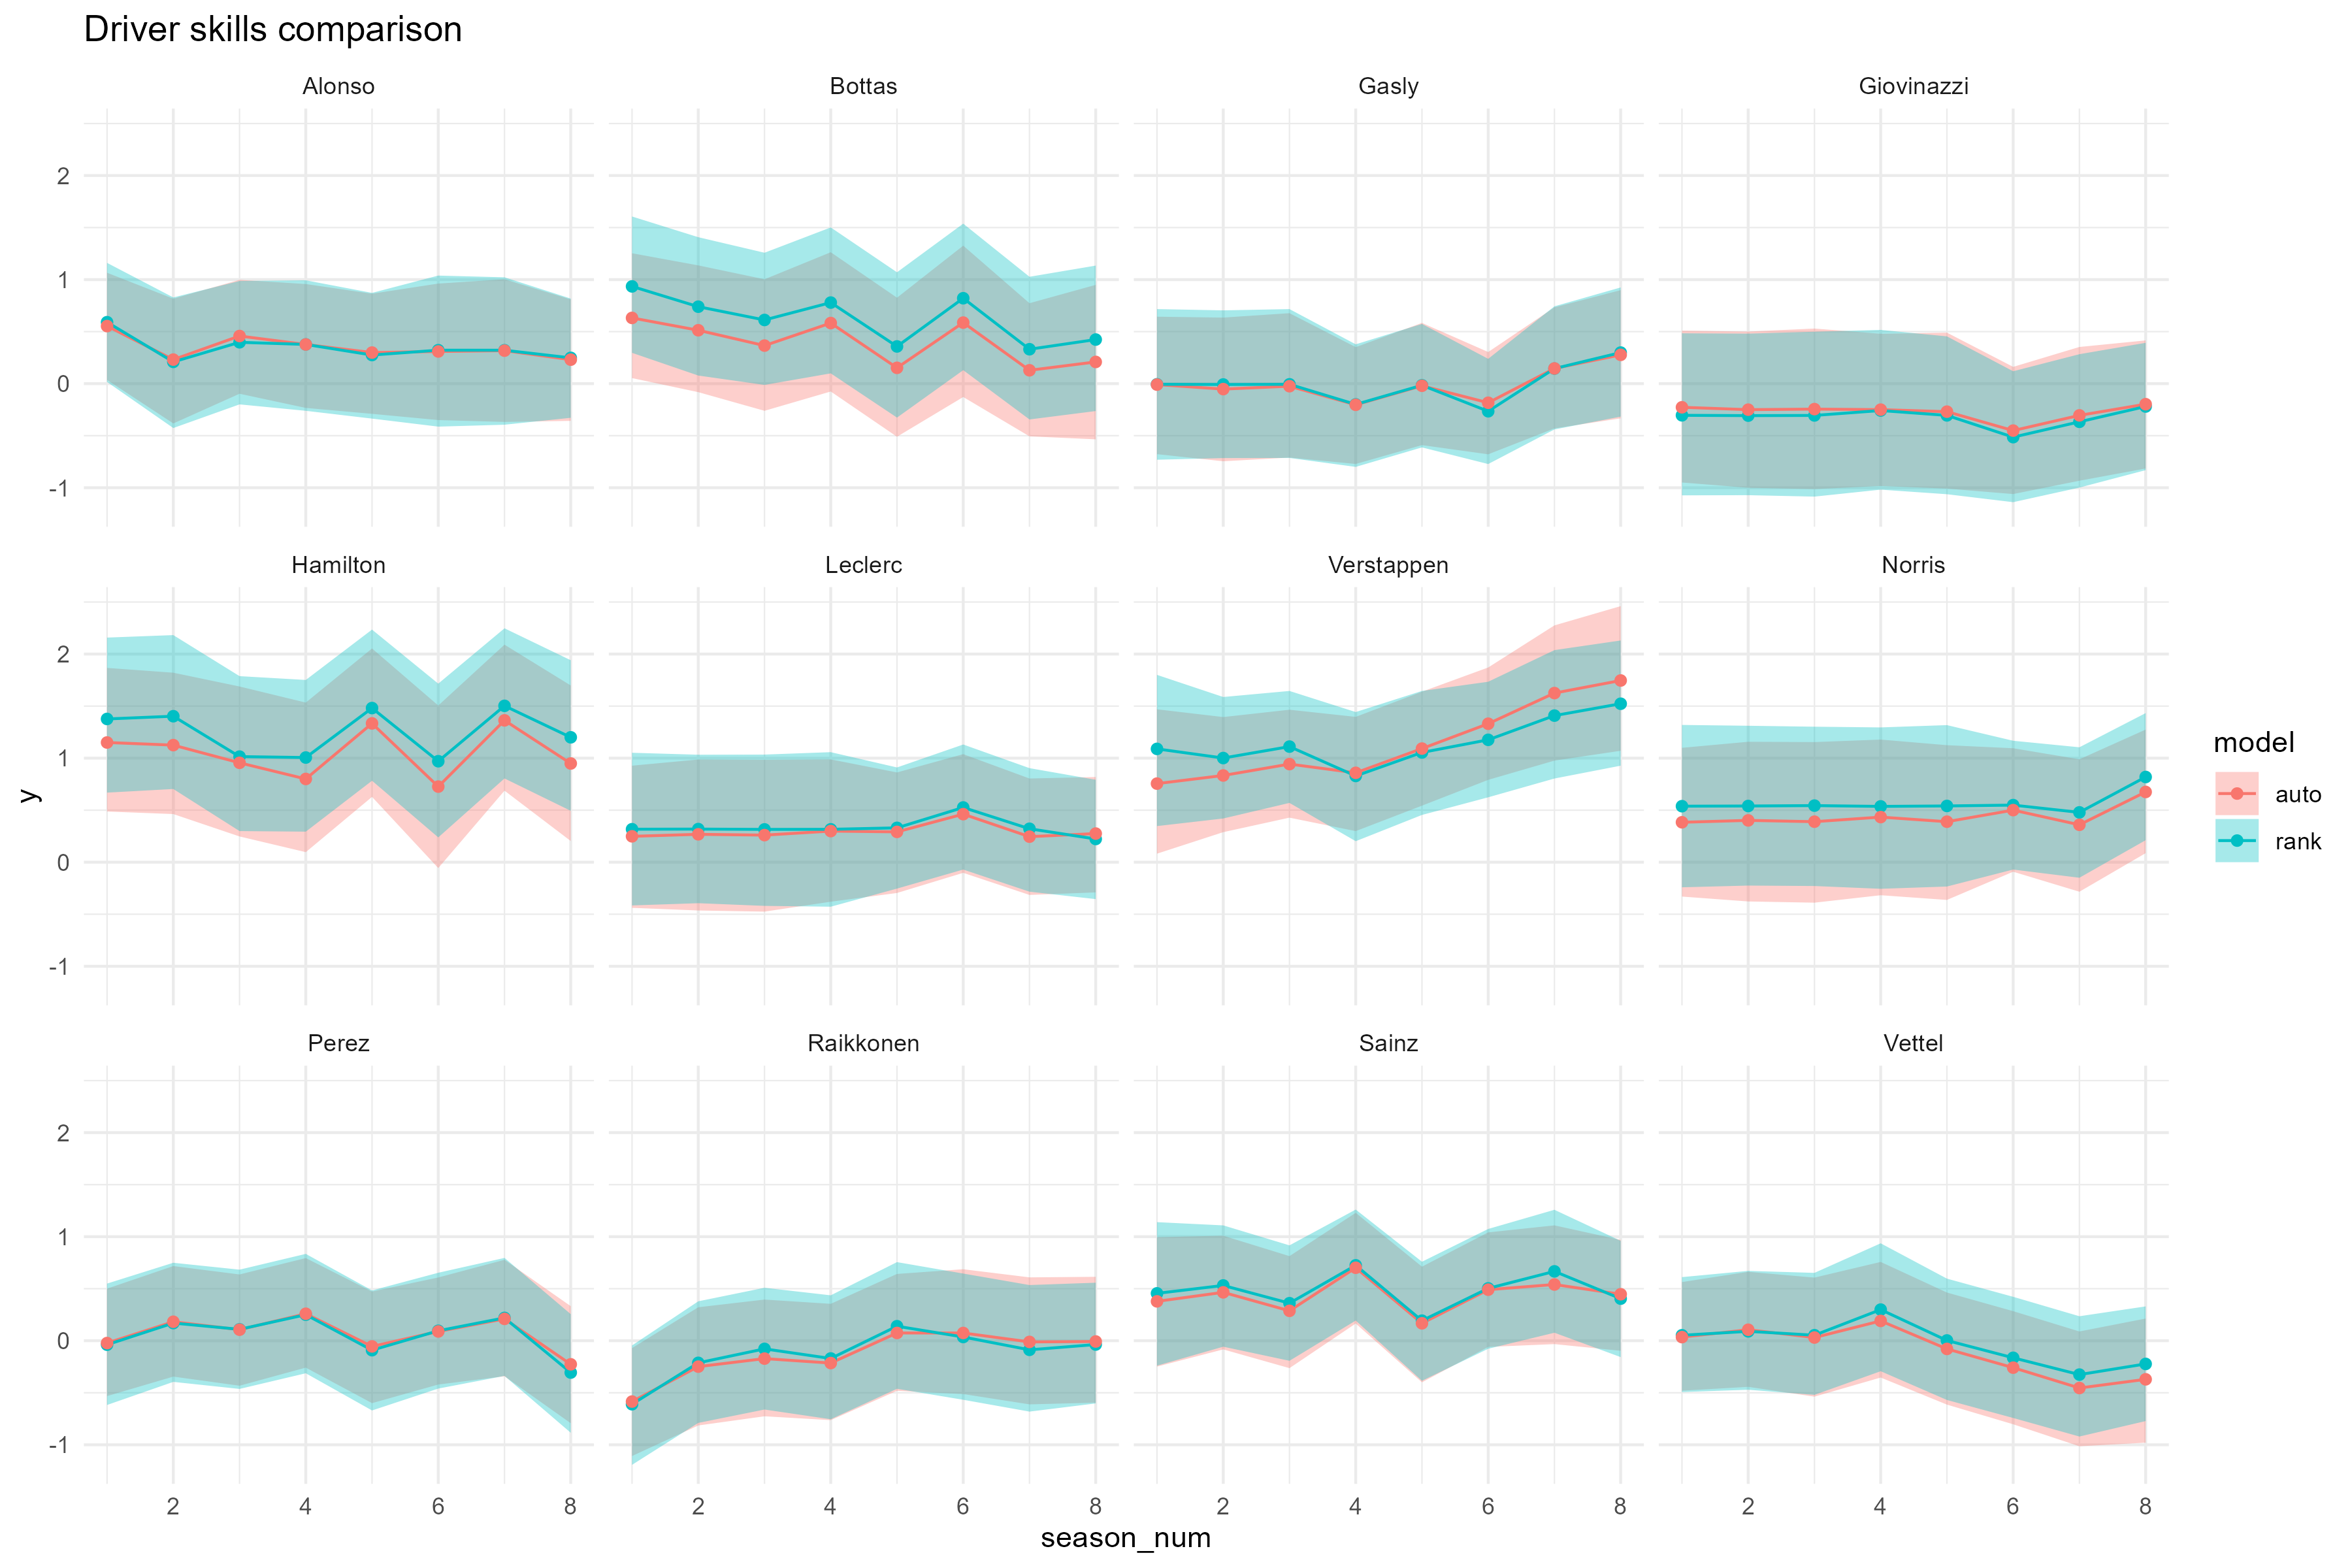 Driver skills comparison
Alonso Bottas Gasly Giovinazzi
2
1
0
-1
Hamilton Leclerc Verstappen Norris
2
1
0
-1
y
model
auto
rank
Perez Raikkonen Sainz Vettel
2
1
0
-1
2 4 6 8 2 4 6 8 2 4 6 8 2 4 6 8
season_num